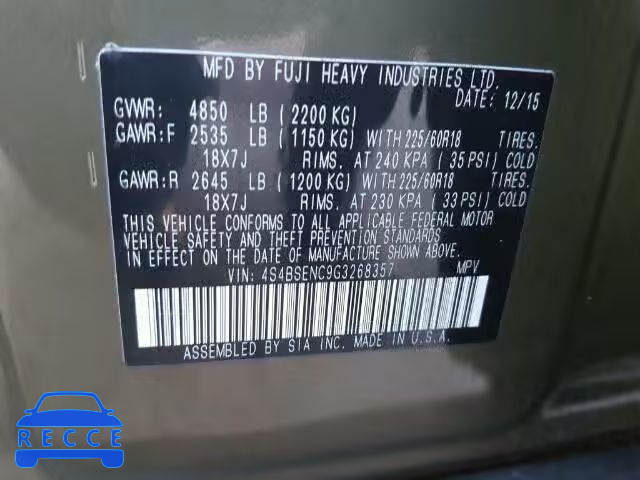 MFD BY FUJI HEAVY INDUSTRIES LTD.
DATE: 12/15
GVWR: 4850 LB (2200 KG)
GAWR:F 2535 LB (1150 KG) WITH 225/60R18 TIRES.
18X7J RIMS. AT 240 KPA (35 PSI) COLD
GAWR:R 2645 LB (1200 KG) WITH 225/60R18 TIRES.
18X7J RIMS. AT 230 KPA (33 PSI) COLD
THIS VEHICLE CONFORMS TO ALL APPLICABLE FEDERAL MOTOR
VEHICLE SAFETY AND THEFT PREVENTION STANDARDS
IN EFFECT ON THE DATE OF MANUFACTURE SHOWN ABOVE.
VIN: 4S4BSENC9G3268357 MPV
ASSEMBLED BY SIA INC. MADE IN U.S.A.
RECCE